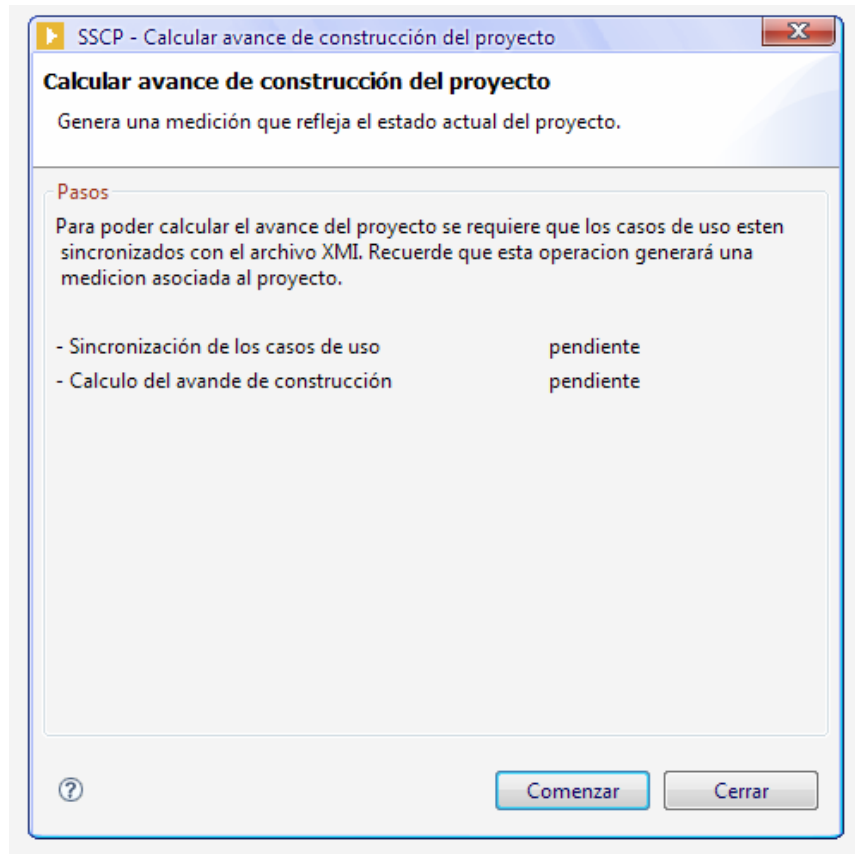 SSCP - Calcular avance de construcción del proyecto
Calcular avance de construcción del proyecto
Genera una medición que refleja el estado actual del proyecto.
Pasos
Para poder calcular el avance del proyecto se requiere que los casos de uso esten
sincronizados con el archivo XMI. Recuerde que esta operacion generará una
medicion asociada al proyecto.
- Sincronización de los casos de uso pendiente
- Calculo del avande de construcción pendiente
Comenzar Cerrar